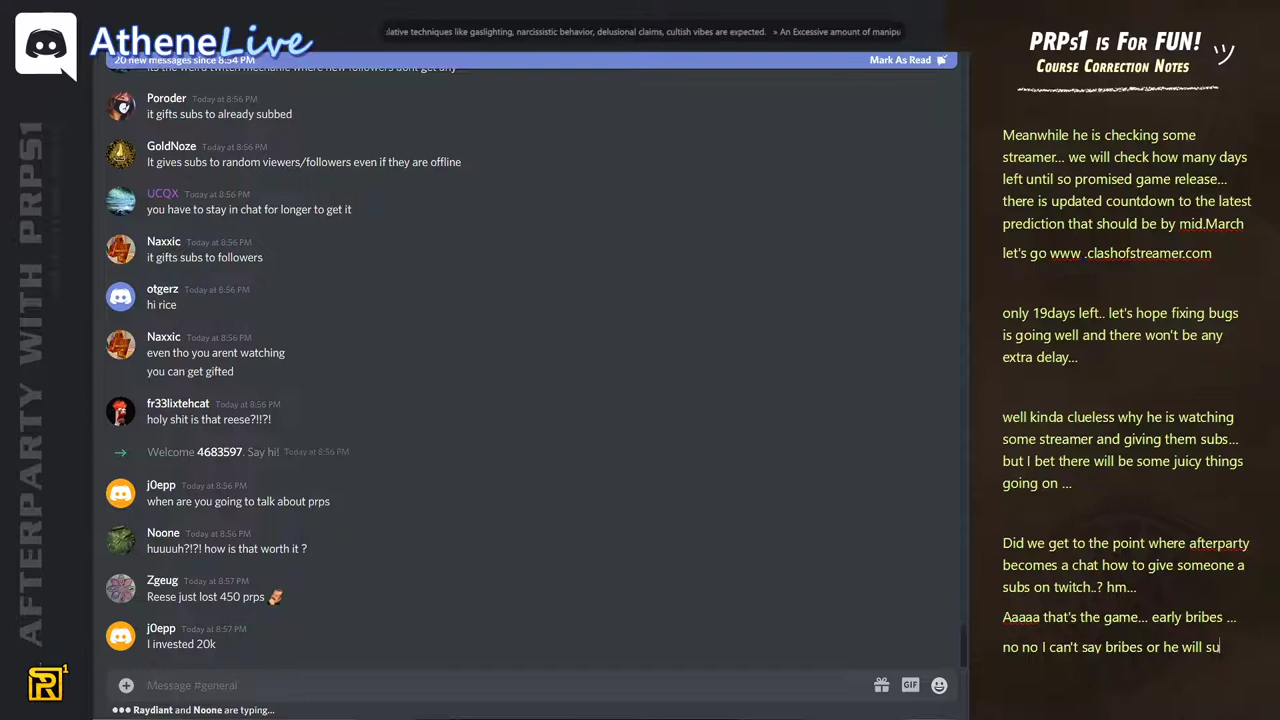 AtheneLive
lative techniques like gaslighting, narcissistic behavior, delusional claims, cultish vibes are expected. » An Excessive amount of manipu
20 new messages since 8:54 PM
Mark As Read
its the weird twitch mechanic where new followers dont get any
Poroder Today at 8:56 PM
it gifts subs to already subbed
GoldNoze Today at 8:56 PM
It gives subs to random viewers/followers even if they are offline
UCQX Today at 8:56 PM
you have to stay in chat for longer to get it
Naxxic Today at 8:56 PM
it gifts subs to followers
otgerz Today at 8:56 PM
hi rice
Naxxic Today at 8:56 PM
even tho you arent watching
you can get gifted
fr33lixtehcat Today at 8:56 PM
holy shit is that reese?!!?!
Welcome 4683597. Say hi! Today at 8:56 PM
j0epp Today at 8:56 PM
when are you going to talk about prps
Noone Today at 8:56 PM
huuuuh?!?! how is that worth it ?
Zgeug Today at 8:57 PM
Reese just lost 450 prps
j0epp Today at 8:57 PM
I invested 20k
Message #general
GIF
Raydiant and Noone are typing...
AFTERPARTY WITH PRPS1
R1
PRPs1 is For FUN! ツ
Course Correction Notes
Meanwhile he is checking some
streamer... we will check how many days
left until so promised game release...
there is updated countdown to the latest
prediction that should be by mid.March
let's go www .clashofstreamer.com
only 19days left.. let's hope fixing bugs
is going well and there won't be any
extra delay...
well kinda clueless why he is watching
some streamer and giving them subs...
but I bet there will be some juicy things
going on ...
Did we get to the point where afterparty
becomes a chat how to give someone a
subs on twitch..? hm...
Aaaaa that's the game... early bribes ...
no no I can't say bribes or he will su